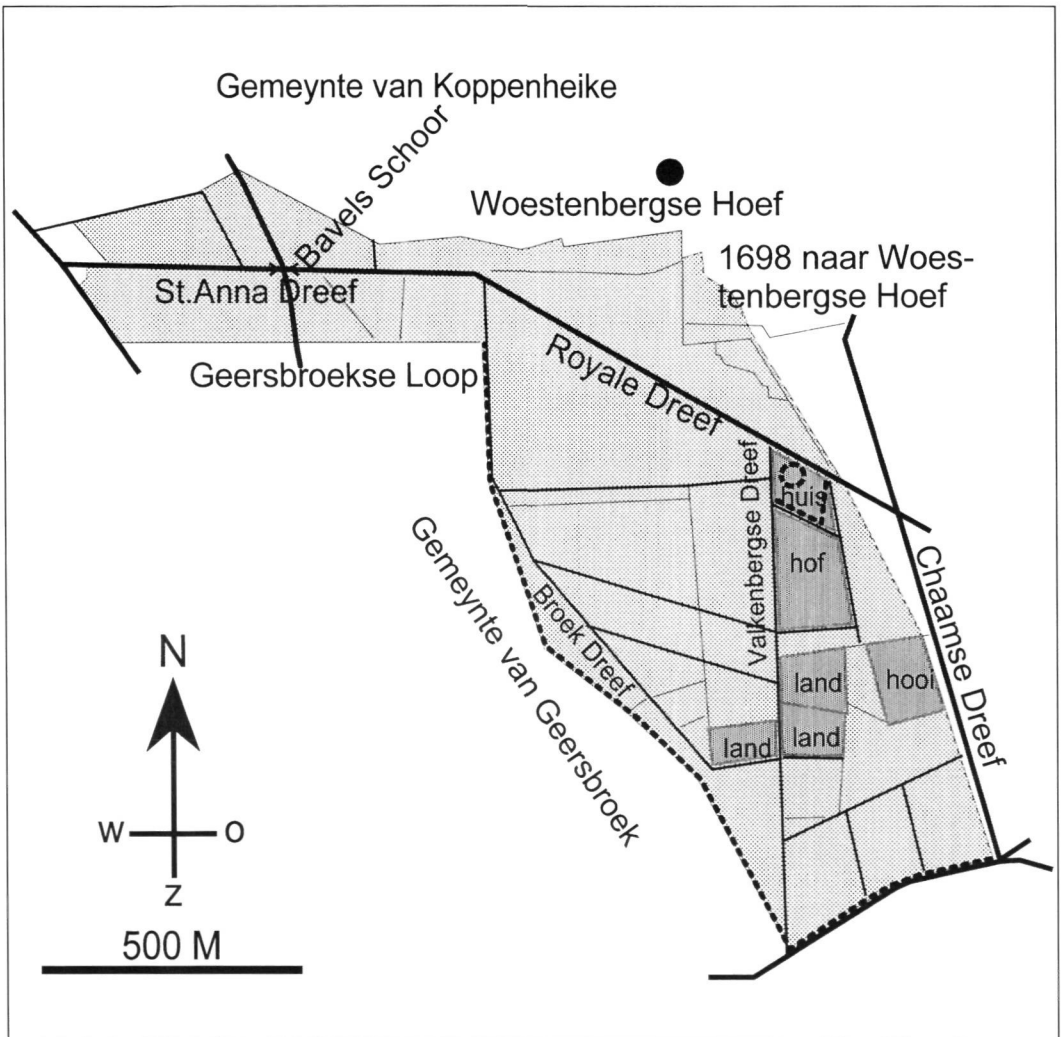 Gemeynte van Koppenheike
Bavels Schoor
Woestenbergse Hoef
1698 naar Woes-
tenbergse Hoef
St.Anna Dreef
Geersbroekse Loop
Royale Dreef
Valkenbergse Dreef
huis
hof
Chaamse Dreef
Gemeynte van Geersbroek
Broek Dreef
land
hooi
land
land
N
W
O
Z
500 M